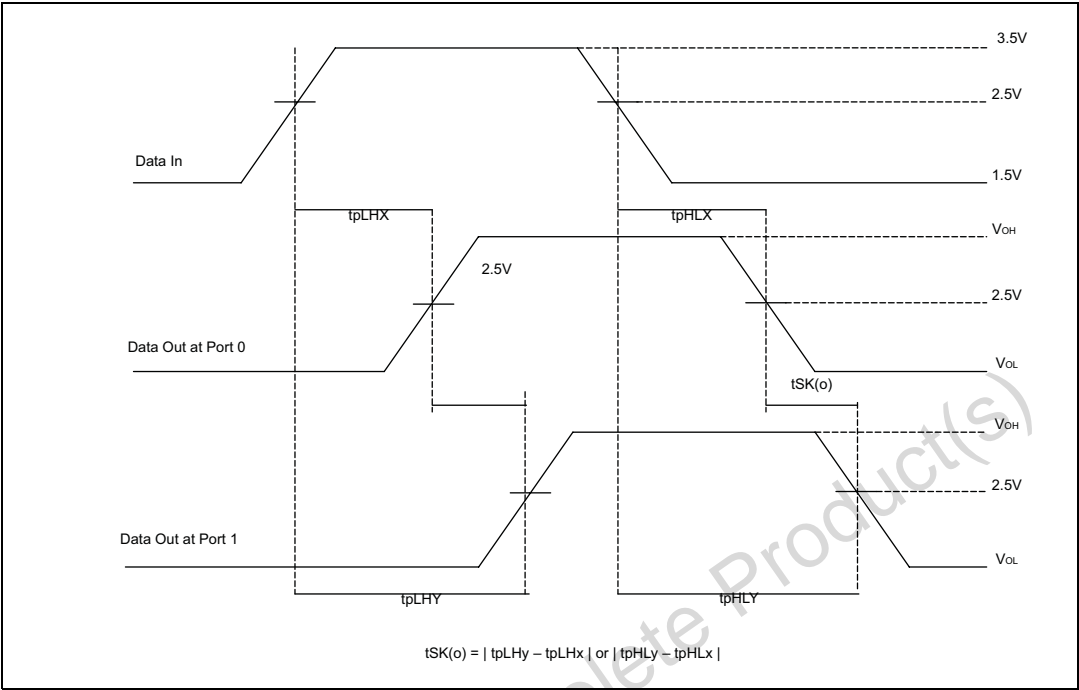 3.5V
2.5V
Data In
1.5V
tpLHX
tpHLX
VOH
2.5V
2.5V
Data Out at Port 0
VOL
tSK(o)
VOH
2.5V
Data Out at Port 1
VOL
tpLHY
tpHLY
tSK(o) = | tpLHy – tpLHx | or | tpHLy – tpHLx |
lete Product(s)